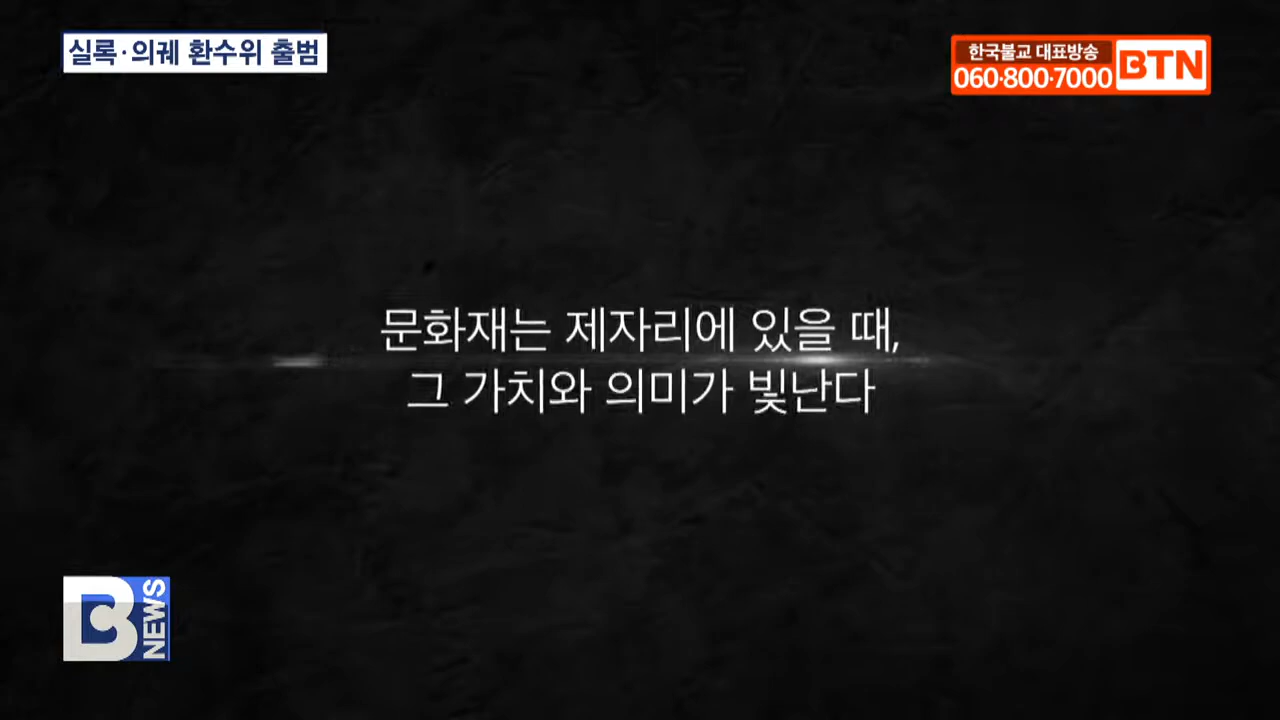 실록·의궤 환수위 출범
한국불교 대표방송
060·800·7000
BTN
문화재는 제자리에 있을 때,
그 가치와 의미가 빛난다
B NEWS